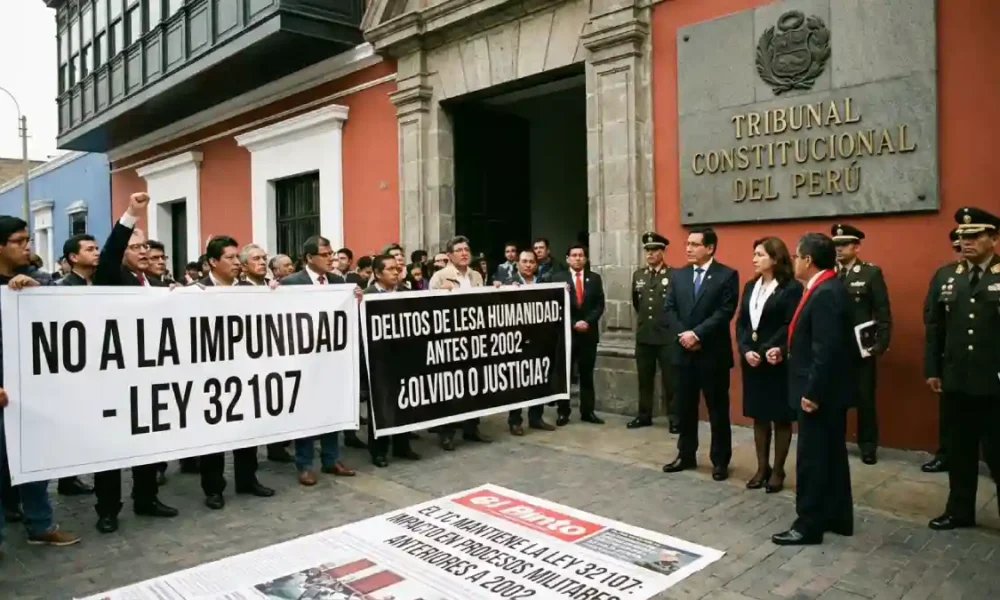 NO A LA IMPUNIDAD
- LEY 32107
DELITOS DE LESA HUMANIDAD:
ANTES DE 2002 -
¿OLVIDO O JUSTICIA?
TRIBUNAL
CONSTITUCIONAL
DEL PERÚ
El Pinto
EL TC MANTIENE LA LEY 32107:
IMPACTO EN PROCESOS MILITARES
ANTERIORES A 2002